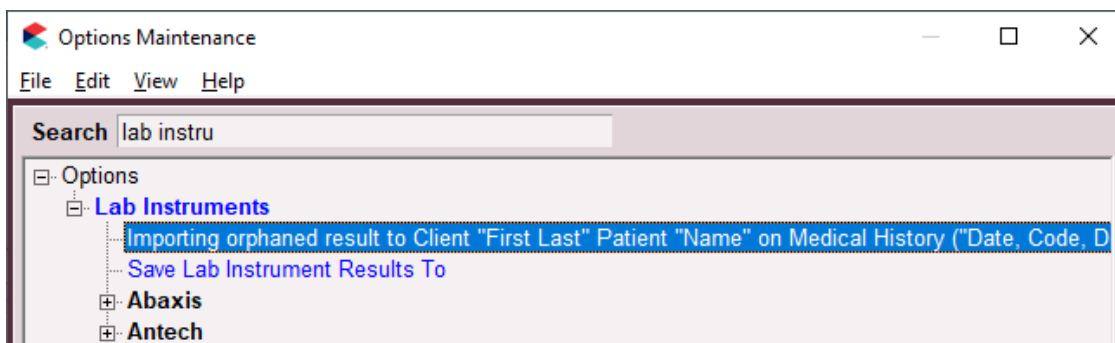 Options Maintenance
File Edit View Help
Search lab instru
Options
Lab Instruments
Importing orphaned result to Client "First Last" Patient "Name" on Medical History ("Date, Code, D
Save Lab Instrument Results To
Abaxis
Antech